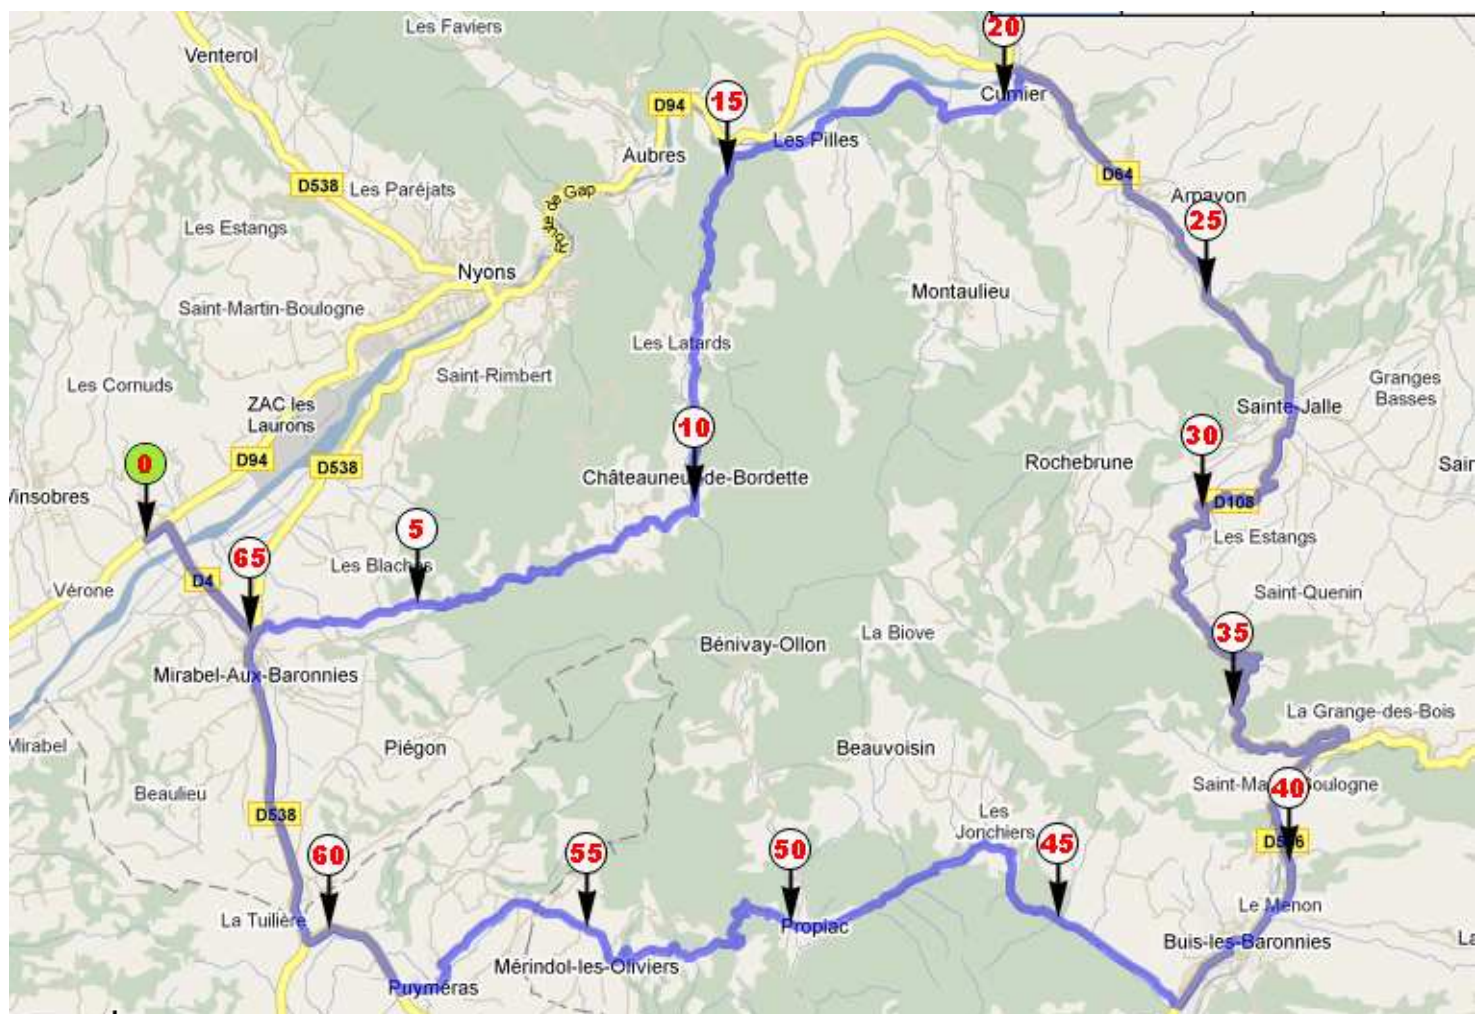 Les Faviers
20
Venterol
Curnier
D94
15
Les Pilles
Aubres
D64
D538
Les Paréjats
Route de Gap
Arpavon
25
Les Estangs
Nyons
Montaulieu
Saint-Martin-Boulogne
Les Latards
Saint-Rimbert
Les Cornuds
Granges
Basses
ZAC les
Laurons
Sainte-Jalle
10
30
D94
D538
Rochebrune
0
Châteauneuf-de-Bordette
Vinsobres
D108
5
Les Estangs
65
Les Blaches
D4
Vérone
Saint-Quenin
La Biove
35
Bénivay-Ollon
Mirabel-Aux-Baronnies
La Grange-des-Bois
Mirabel
Piégon
Beauvoisin
Beaulieu
40
Les
Jonchiers
D538
45
60
55
50
Le Menon
La Tuilière
Propiac
Buis-les-Baronnies
Mérindol-les-Oliviers
Puyméras